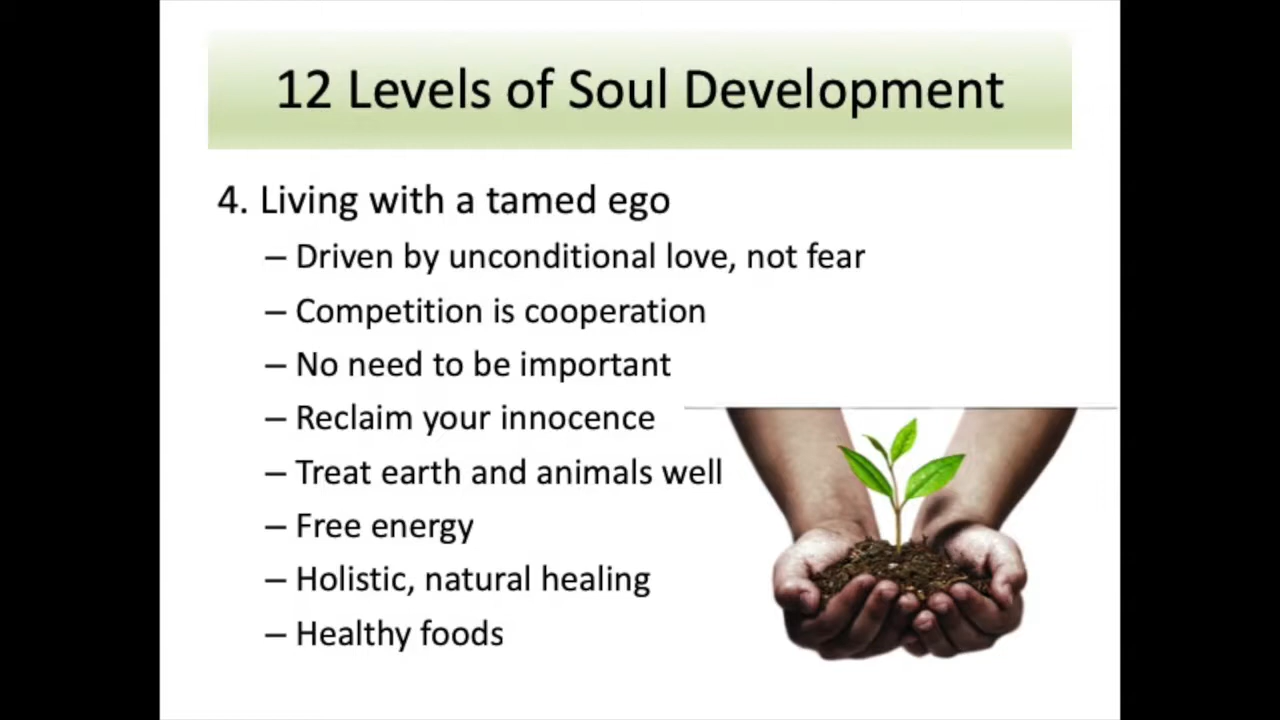 12 Levels of Soul Development
4. Living with a tamed ego
– Driven by unconditional love, not fear
– Competition is cooperation
– No need to be important
– Reclaim your innocence
– Treat earth and animals well
– Free energy
– Holistic, natural healing
– Healthy foods